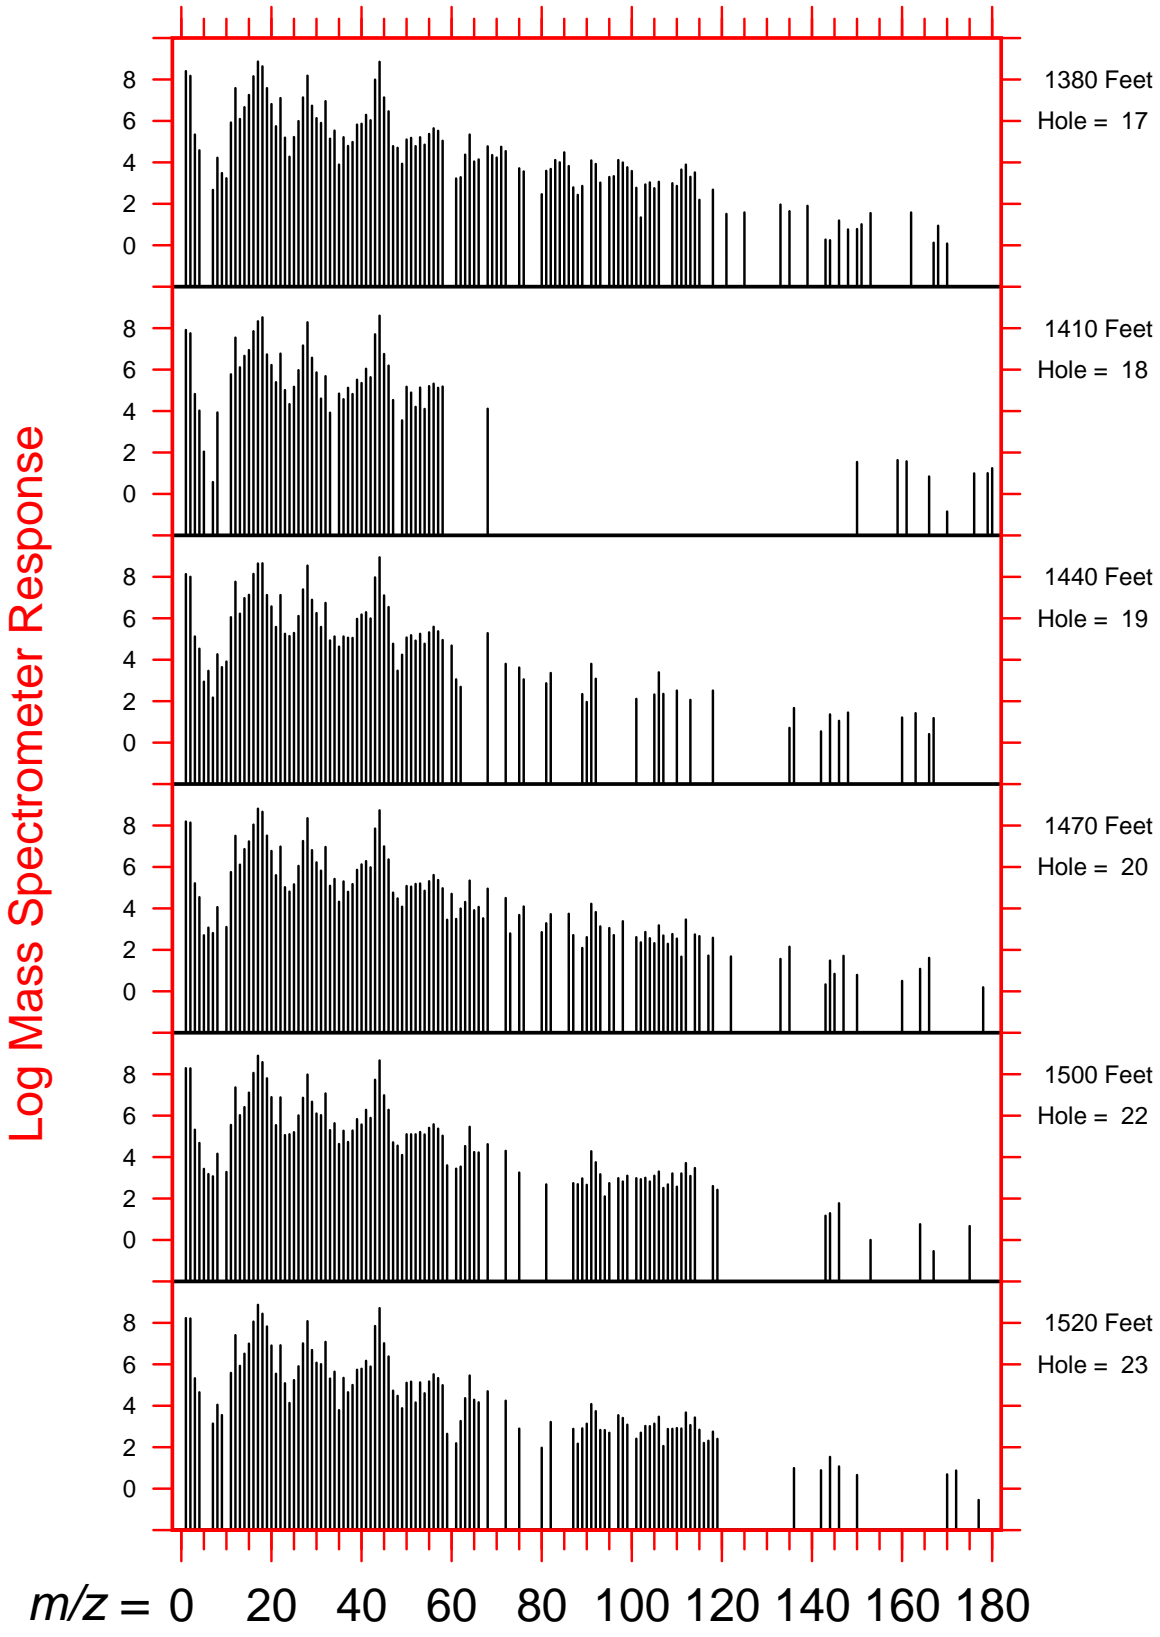 Log Mass Spectrometer Response
8
6
4
2
0
1380 Feet
Hole = 17
8
6
4
2
0
1410 Feet
Hole = 18
8
6
4
2
0
1440 Feet
Hole = 19
8
6
4
2
0
1470 Feet
Hole = 20
8
6
4
2
0
1500 Feet
Hole = 22
8
6
4
2
0
1520 Feet
Hole = 23
m/z = 0 20 40 60 80 100 120 140 160 180